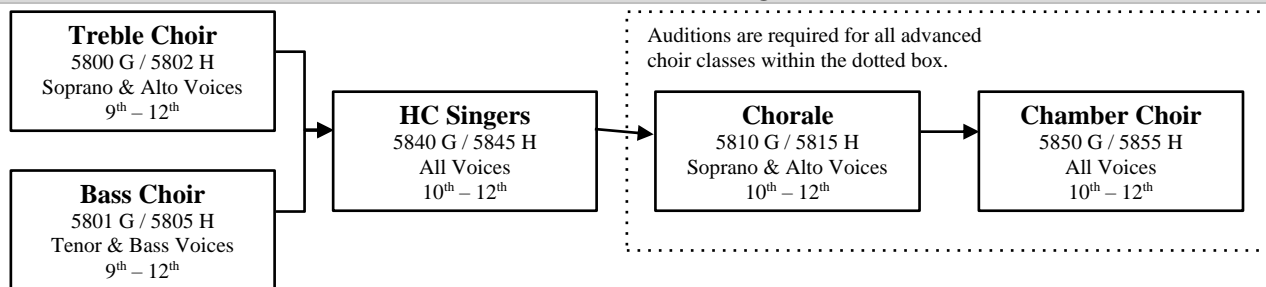 Treble Choir
5800 G / 5802 H
Soprano & Alto Voices
9th – 12th
Bass Choir
5801 G / 5805 H
Tenor & Bass Voices
9th – 12th
HC Singers
5840 G / 5845 H
All Voices
10th – 12th
Auditions are required for all advanced
choir classes within the dotted box.
Chorale
5810 G / 5815 H
Soprano & Alto Voices
10th – 12th
Chamber Choir
5850 G / 5855 H
All Voices
10th – 12th